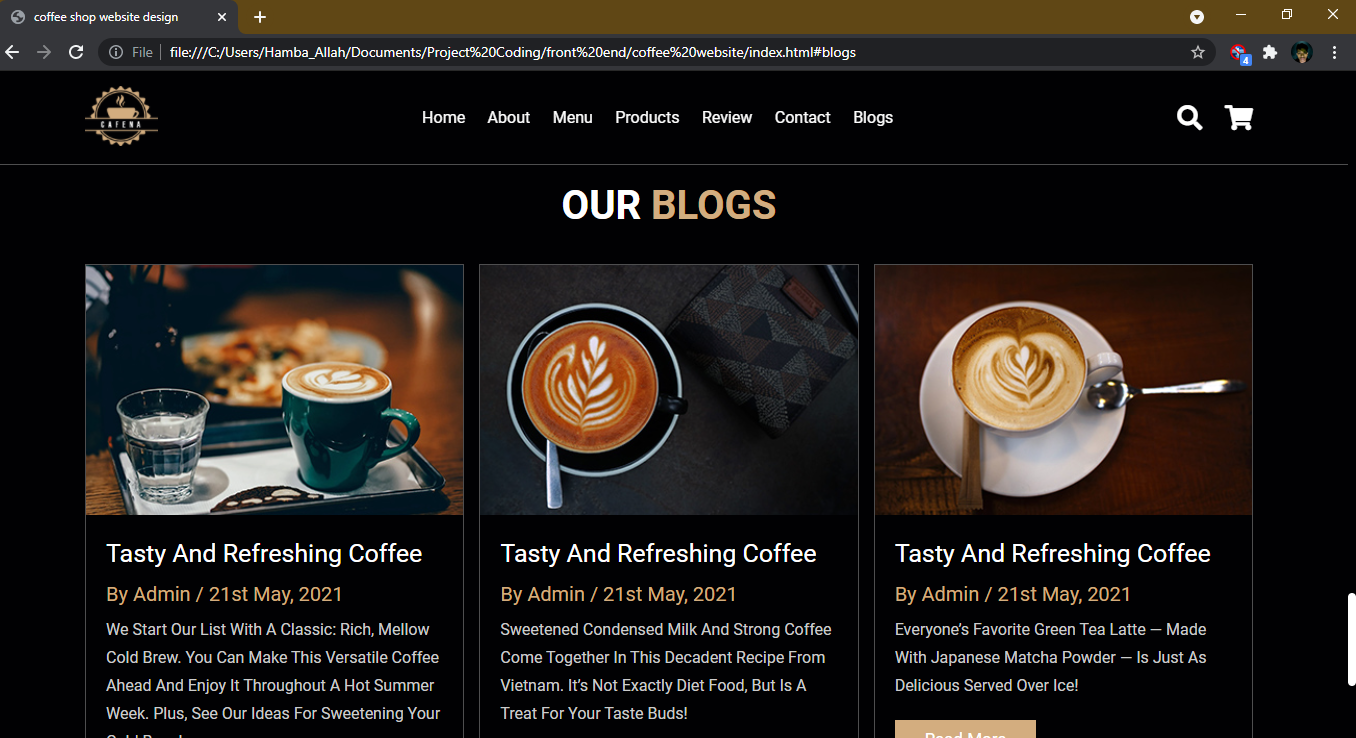 coffee shop website design
File
file:///C:/Users/Hamba_Allah/Documents/Project%20Coding/front%20end/coffee%20website/index.html#blogs
4
CAFENA
Home About Menu Products Review Contact Blogs
OUR BLOGS
Tasty And Refreshing Coffee
By Admin / 21st May, 2021
We Start Our List With A Classic: Rich, Mellow
Cold Brew. You Can Make This Versatile Coffee
Ahead And Enjoy It Throughout A Hot Summer
Week. Plus, See Our Ideas For Sweetening Your
Tasty And Refreshing Coffee
By Admin / 21st May, 2021
Sweetened Condensed Milk And Strong Coffee
Come Together In This Decadent Recipe From
Vietnam. It’s Not Exactly Diet Food, But Is A
Treat For Your Taste Buds!
Tasty And Refreshing Coffee
By Admin / 21st May, 2021
Everyone’s Favorite Green Tea Latte — Made
With Japanese Matcha Powder — Is Just As
Delicious Served Over Ice!
Read More